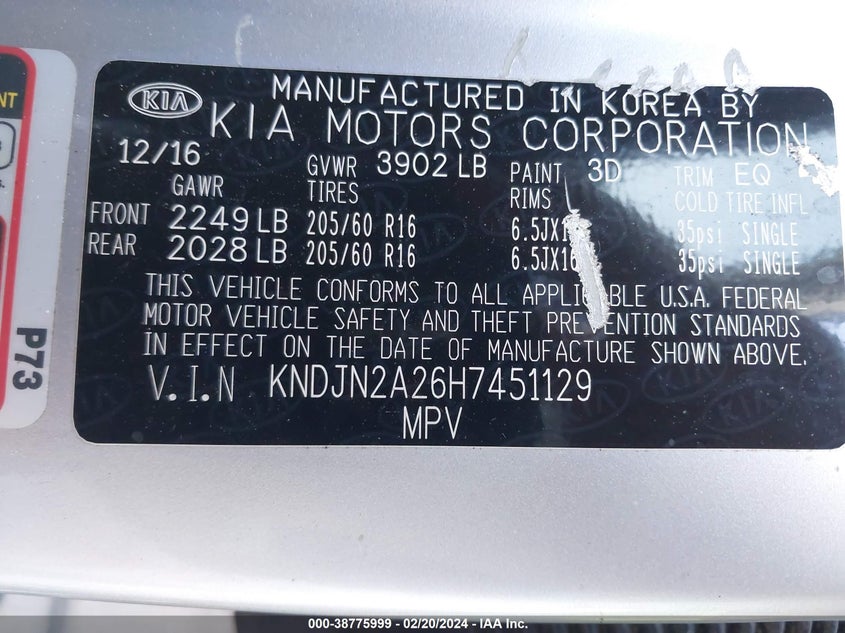 KIA
MANUFACTURED IN KOREA BY
KIA MOTORS CORPORATION
12/16 GVWR 3902 LB PAINT 3D TRIM EQ
GAWR TIRES RIMS COLD TIRE INFL
FRONT 2249 LB 205/60 R16 6.5JX 35psi SINGLE
REAR 2028 LB 205/60 R16 6.5JX16 35psi SINGLE
THIS VEHICLE CONFORMS TO ALL APPLICABLE U.S.A. FEDERAL
MOTOR VEHICLE SAFETY AND THEFT PREVENTION STANDARDS
IN EFFECT ON THE DATE OF MANUFACTURE SHOWN ABOVE.
V.I.N KNDJN2A26H7451129
MPV
P73
000-38775999 - 02/20/2024 - IAA Inc.